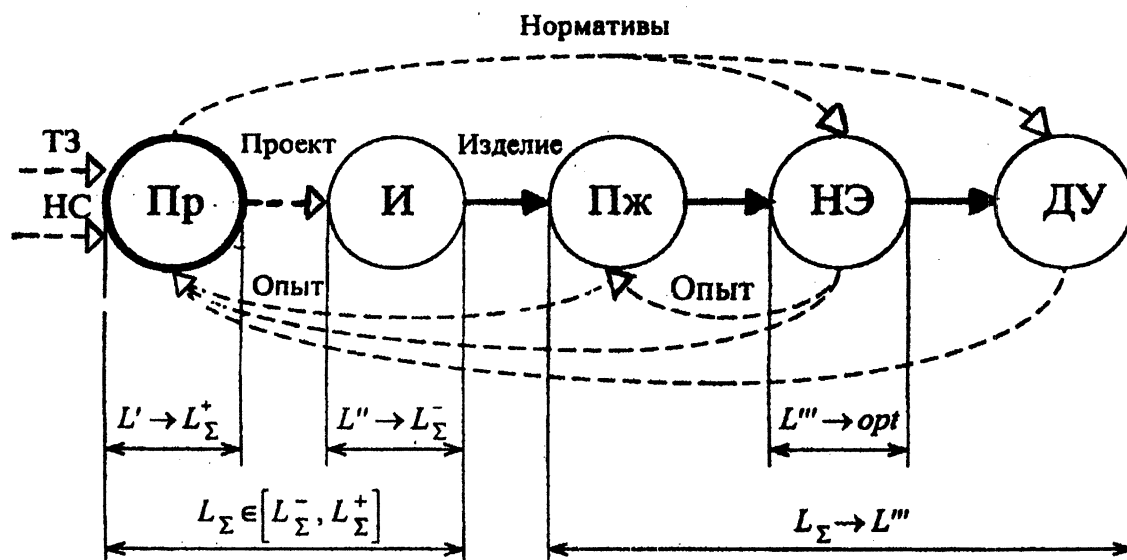 Нормативы
ТЗ
НС
Пр
Проект
И
Изделие
Пж
НЭ
ДУ
Опыт
Опыт
L' → L_Σ^+
L'' → L_Σ^-
L''' → opt
L_Σ ∈ [L_Σ^-, L_Σ^+]
L_Σ → L'''